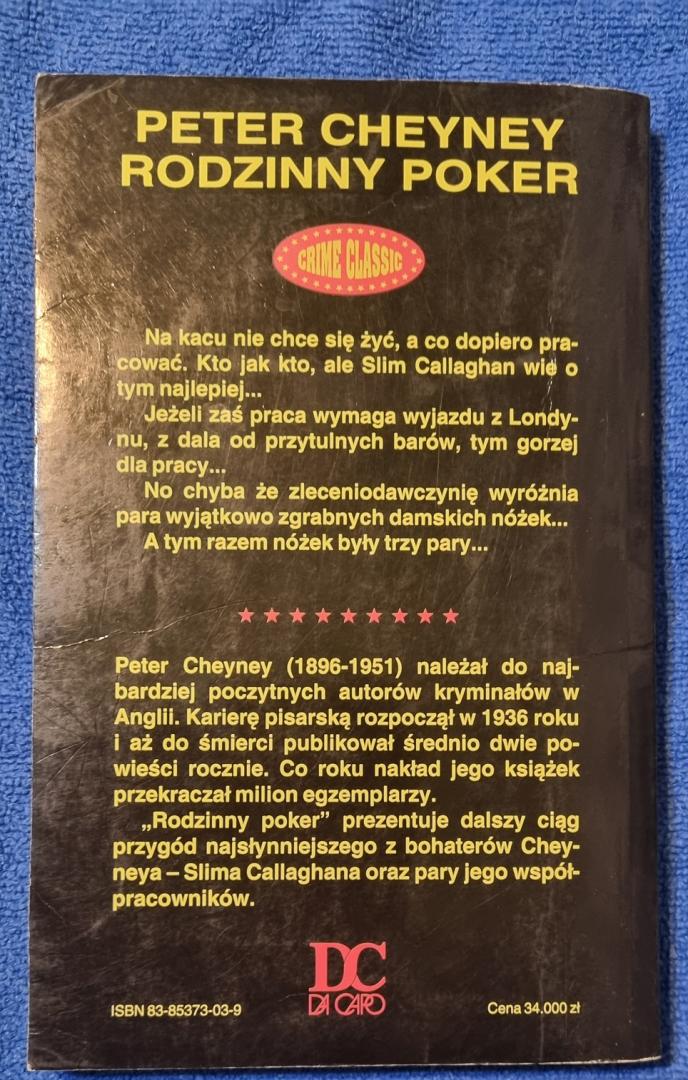 PETER CHEYNEY
RODZINNY POKER
CRIME CLASSIC
Na kacu nie chce się żyć, a co dopiero pra-
cować. Kto jak kto, ale Slim Callaghan wie o
tym najlepiej...
Jeżeli zaś praca wymaga wyjazdu z Londy-
nu, z dala od przytulnych barów, tym gorzej
dla pracy...
No chyba że zleceniodawczynię wyróżnia
para wyjątkowo zgrabnych damskich nóżek...
A tym razem nóżek były trzy pary...
Peter Cheyney (1896-1951) należał do naj-
bardziej poczytnych autorów kryminałów w
Anglii. Karierę pisarską rozpoczął w 1936 roku
i aż do śmierci publikował średnio dwie po-
wieści rocznie. Co roku nakład jego książek
przekraczał milion egzemplarzy.
„Rodzinny poker” prezentuje dalszy ciąg
przygód najsłynniejszego z bohaterów Chey-
neya – Slima Callaghana oraz pary jego współ-
pracowników.
DC
DA CAPO
ISBN 83-85373-03-9
Cena 34.000 zł